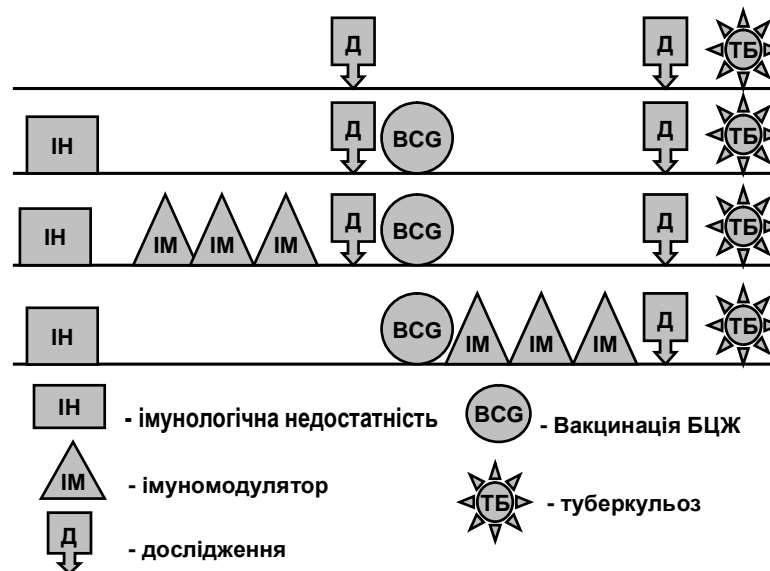 Д Д ТБ
ІН Д BCG Д ТБ
ІН ІМ ІМ ІМ Д BCG Д ТБ
ІН BCG ІМ ІМ ІМ Д ТБ
ІН - імунологічна недостатність
BCG - Вакцинація БЦЖ
ІМ - імуномодулятор
ТБ - туберкульоз
Д - дослідження